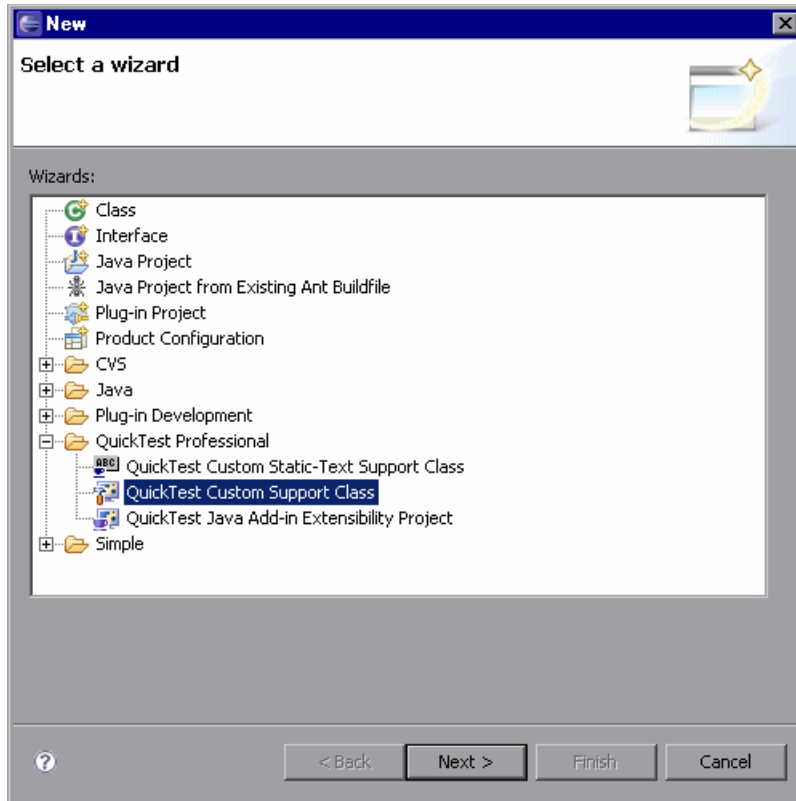 New
Select a wizard
Wizards:
Class
Interface
Java Project
Java Project from Existing Ant Buildfile
Plug-in Project
Product Configuration
CVS
Java
Plug-in Development
QuickTest Professional
ABC QuickTest Custom Static-Text Support Class
QuickTest Custom Support Class
QuickTest Java Add-in Extensibility Project
Simple
? < Back Next > Finish Cancel